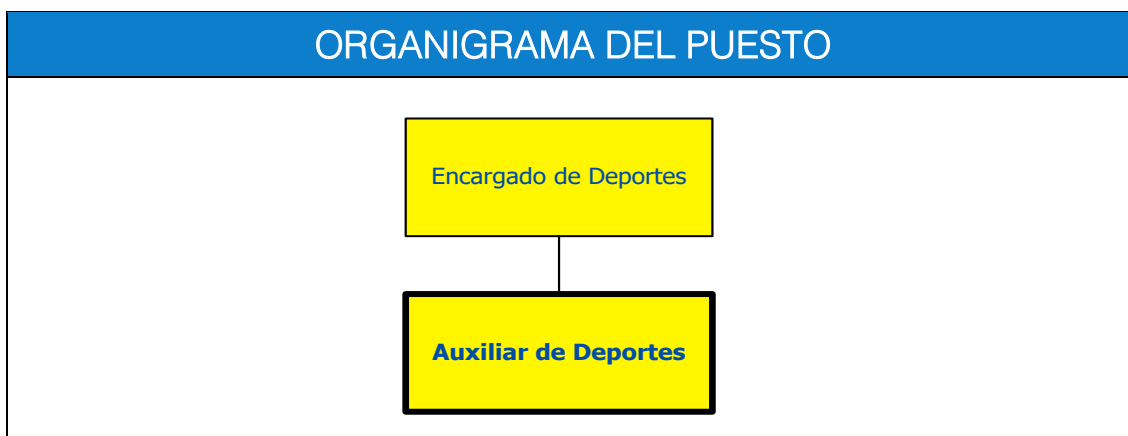 ORGANIGRAMA DEL PUESTO
Encargado de Deportes
Auxiliar de Deportes